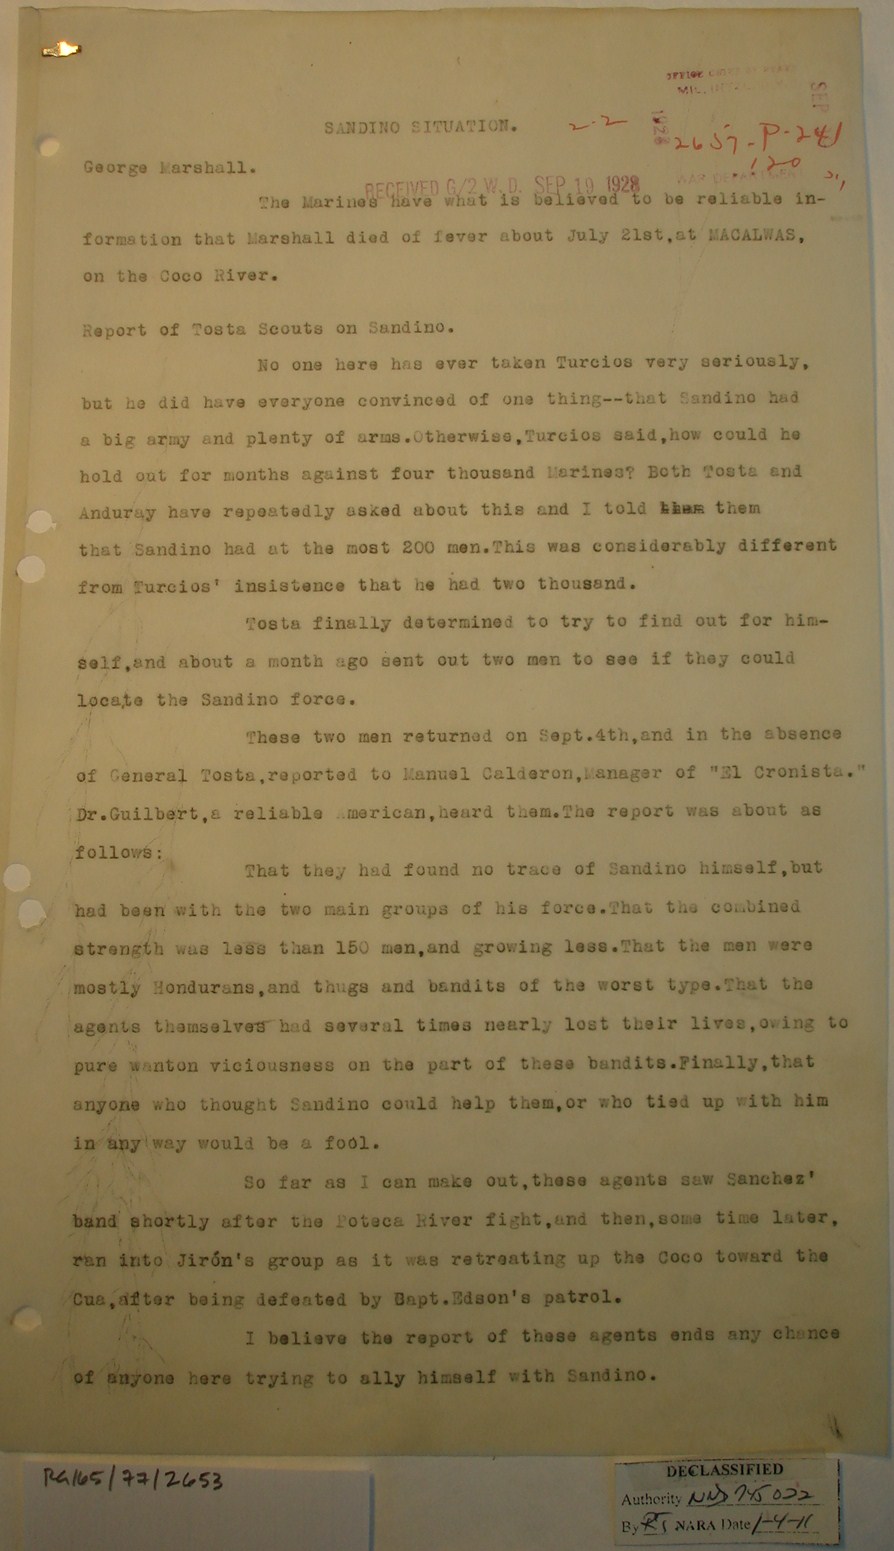 SANDINO SITUATION.
2-2
SEP
1928
2657-P-241
120
George Marshall.
RECEIVED G/2 W.D. SEP 19 1928
WAR DEPARTMENT
The Marines have what is believed to be reliable in-
formation that Marshall died of fever about July 21st,at MACALWAS,
on the Coco River.
Report of Tosta Scouts on Sandino.
No one here has ever taken Turcios very seriously,
but he did have everyone convinced of one thing--that Sandino had
a big army and plenty of arms.Otherwise,Turcios said,how could he
hold out for months against four thousand Marines? Both Tosta and
Anduray have repeatedly asked about this and I told them
that Sandino had at the most 200 men.This was considerably different
from Turcios' insistence that he had two thousand.
Tosta finally determined to try to find out for him-
self,and about a month ago sent out two men to see if they could
locate the Sandino force.
These two men returned on Sept.4th,and in the absence
of General Tosta,reported to Manuel Calderon,Manager of "El Cronista."
Dr.Guilbert,a reliable American,heard them.The report was about as
follows:
That they had found no trace of Sandino himself,but
had been with the two main groups of his force.That the combined
strength was less than 150 men,and growing less.That the men were
mostly Hondurans,and thugs and bandits of the worst type.That the
agents themselves had several times nearly lost their lives,owing to
pure wanton viciousness on the part of these bandits.Finally,that
anyone who thought Sandino could help them,or who tied up with him
in any way would be a fool.
So far as I can make out,these agents saw Sanchez'
band shortly after the Poteca River fight,and then,some time later,
ran into Jirón's group as it was retreating up the Coco toward the
Cua,after being defeated by Bapt.Edson's patrol.
I believe the report of these agents ends any chance
of anyone here trying to ally himself with Sandino.
RG165/77/2653
DECLASSIFIED
Authority NND 745022
By RT NARA Date 1-4-11